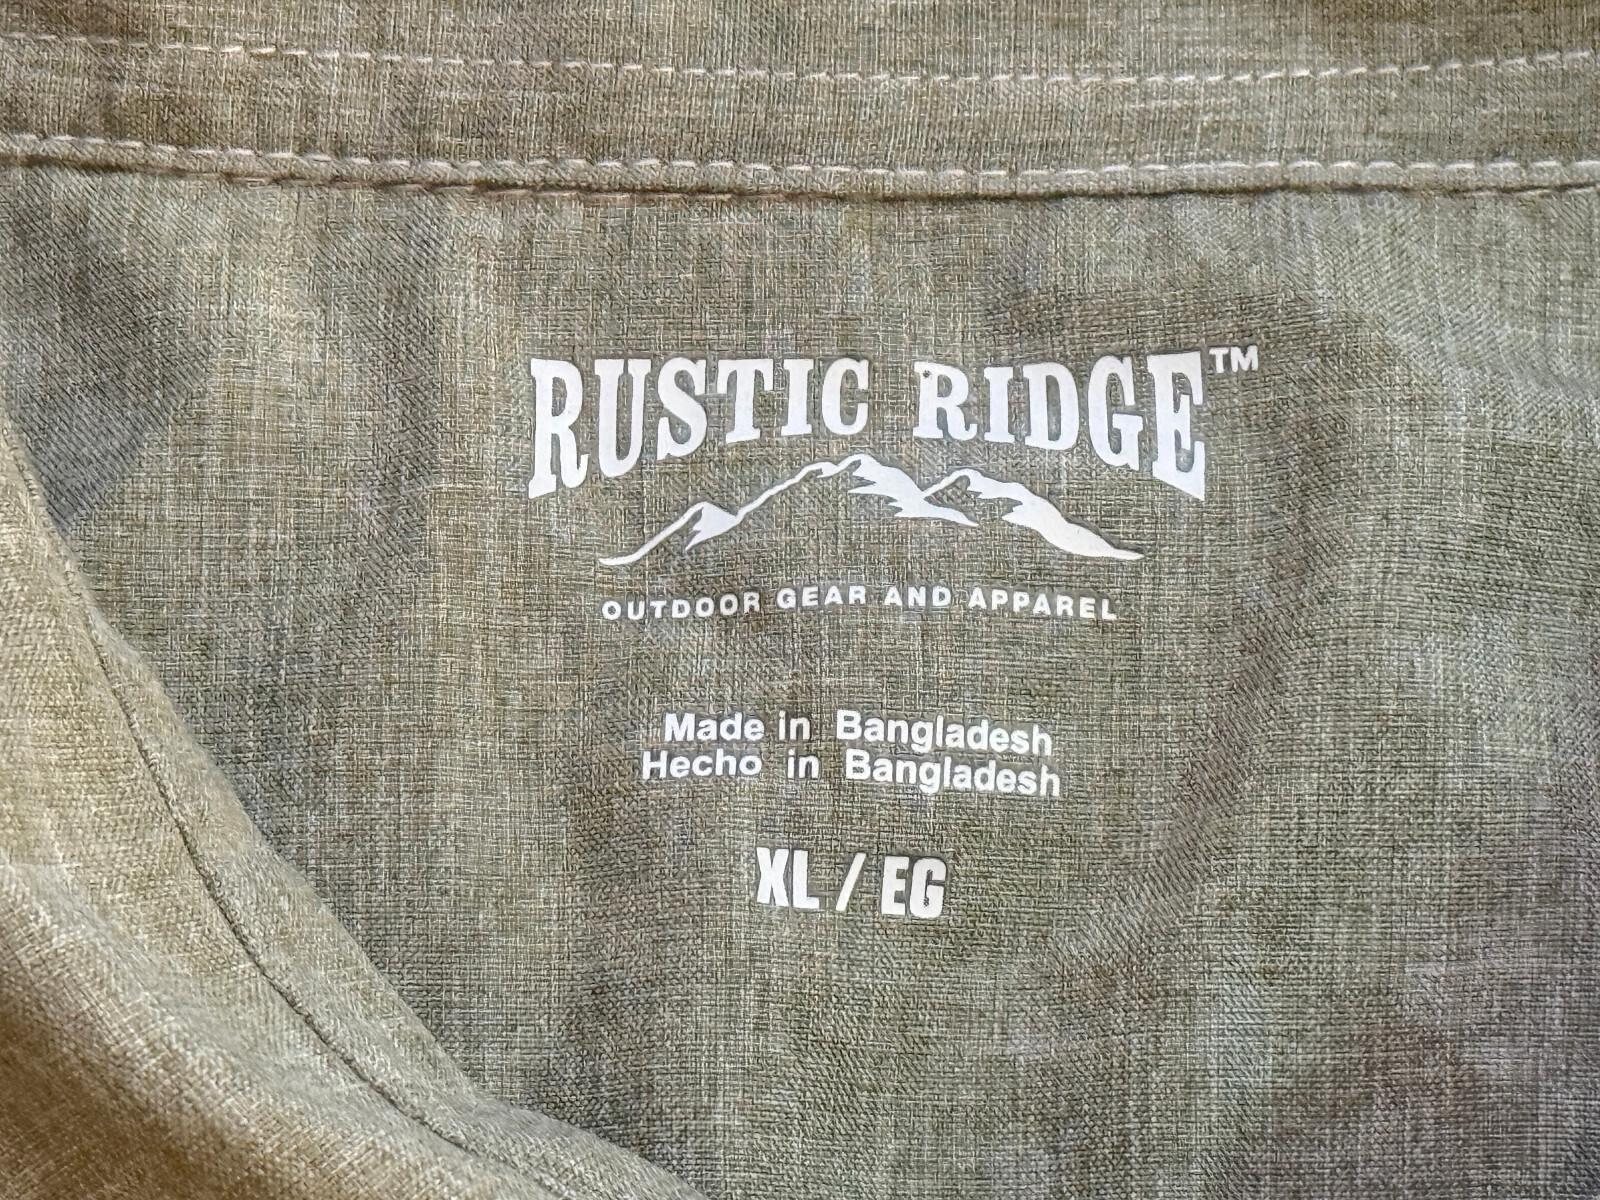 RUSTIC RIDGE™
OUTDOOR GEAR AND APPAREL
Made in Bangladesh
Hecho in Bangladesh
XL / EG